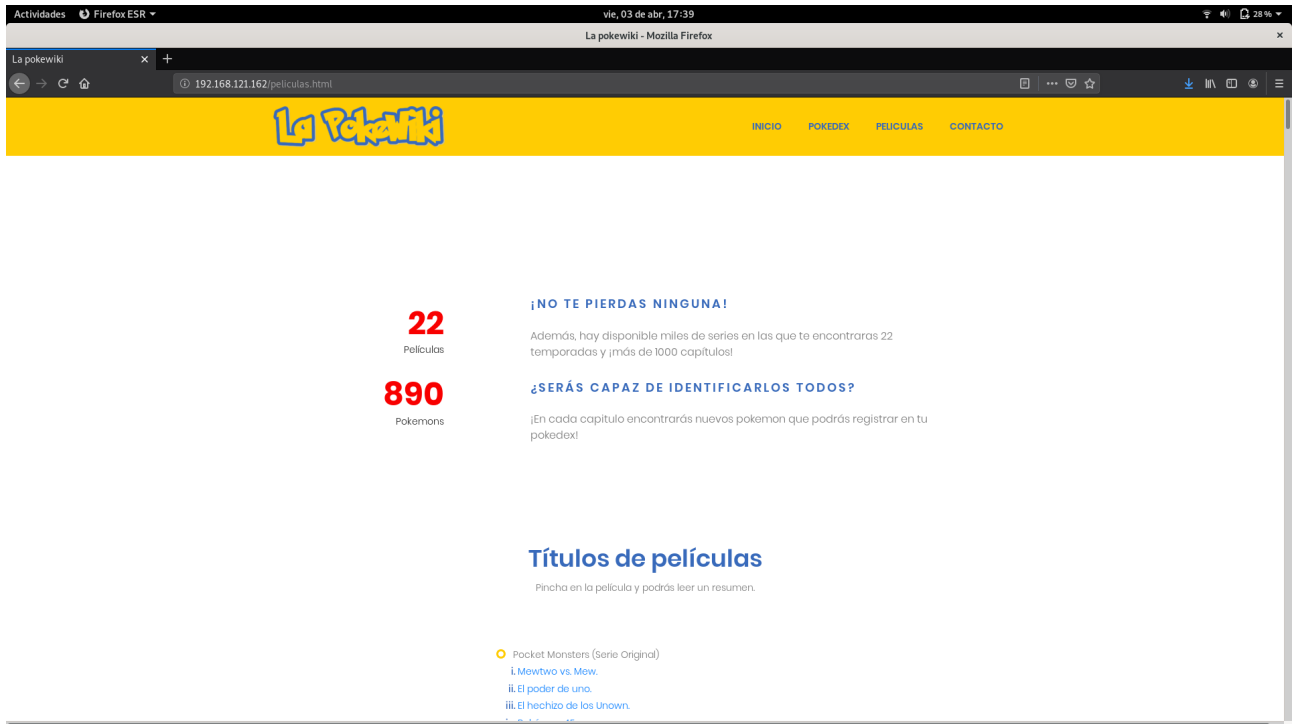 Actividades Firefox ESR vie, 03 de abr, 17:39 28 %
La pokewiki - Mozilla Firefox
La pokewiki
192.168.121.162/peliculas.html
La PokeWiki INICIO POKEDEX PELICULAS CONTACTO
22
Películas
¡NO TE PIERDAS NINGUNA!
Además, hay disponible miles de series en las que te encontraras 22
temporadas y ¡más de 1000 capítulos!
890
Pokemons
¿SERÁS CAPAZ DE IDENTIFICARLOS TODOS?
¡En cada capitulo encontrarás nuevos pokemon que podrás registrar en tu
pokedex!
Títulos de películas
Pincha en la película y podrás leer un resumen.
Pocket Monsters (Serie Original)
i. Mewtwo vs. Mew.
ii. El poder de uno.
iii. El hechizo de los Unown.